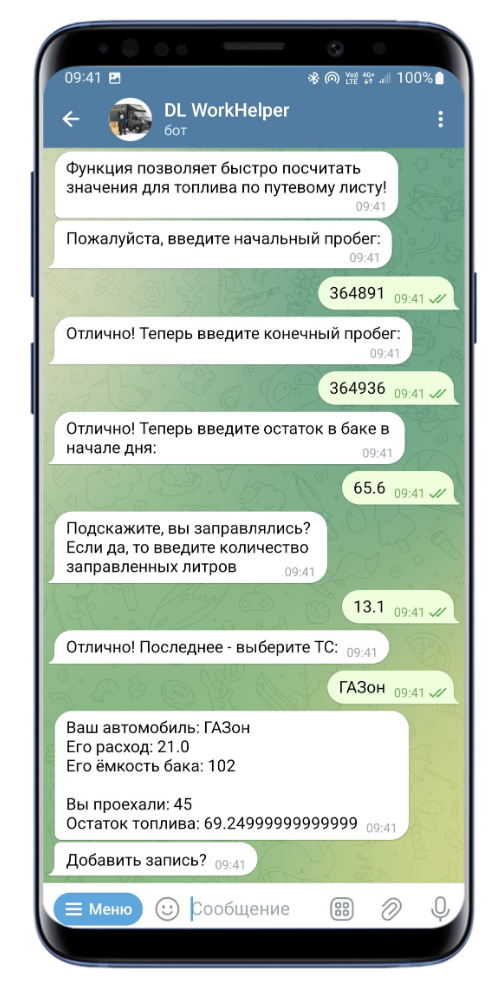 09:41
Vo)) LTE 4G+ 100%
DL WorkHelper
бот
Функция позволяет быстро посчитать
значения для топлива по путевому листу!
09:41
Пожалуйста, введите начальный пробег:
09:41
364891 09:41
Отлично! Теперь введите конечный пробег:
09:41
364936 09:41
Отлично! Теперь введите остаток в баке в
начале дня:
09:41
65.6 09:41
Подскажите, вы заправлялись?
Если да, то введите количество
заправленных литров 09:41
13.1 09:41
Отлично! Последнее - выберите ТС: 09:41
ГАЗон 09:41
Ваш автомобиль: ГАЗон
Его расход: 21.0
Его ёмкость бака: 102
Вы проехали: 45
Остаток топлива: 69.24999999999999 09:41
Добавить запись? 09:41
Меню Сообщение